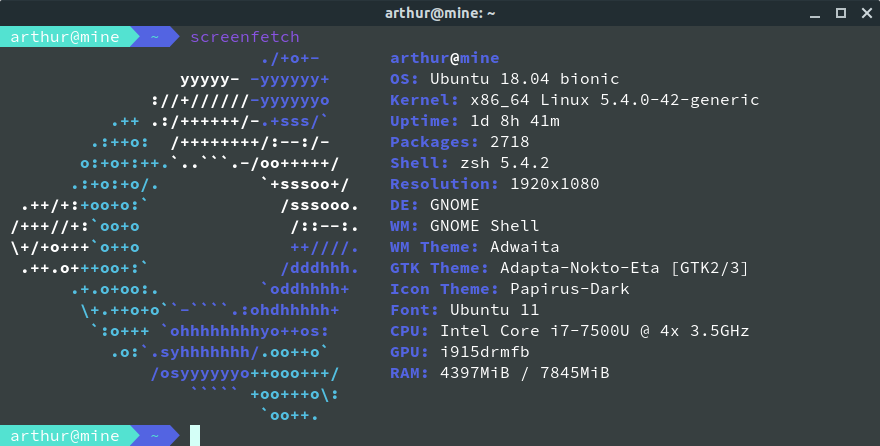 arthur@mine: ~
arthur@mine ~ screenfetch
                          ./+o+-       arthur@mine
                  yyyyy- -yyyyyy+      OS: Ubuntu 18.04 bionic
               ://+//////-yyyyyyo      Kernel: x86_64 Linux 5.4.0-42-generic
           .++ .:/++++++/-.+sss/`      Uptime: 1d 8h 41m
         .:++o:  /++++++++/:--:/-      Packages: 2718
        o:+o+:++.`..```.-/oo+++++/     Shell: zsh 5.4.2
       .:+o:+o/.          `+sssoo+/    Resolution: 1920x1080
  .++/+:+oo+o:`             /sssooo.   DE: GNOME
 /+++//+:`oo+o               /::--:.   WM: GNOME Shell
 \+/+o+++`o++o               ++////.   WM Theme: Adwaita
  .++.o+++oo+:`             /dddhhh.   GTK Theme: Adapta-Nokto-Eta [GTK2/3]
       .+.o+oo:.          `oddhhhh+    Icon Theme: Papirus-Dark
        \+.++o+o``-````.:ohdhhhhh+     Font: Ubuntu 11
         `:o+++ `ohhhhhhhhyo++os:      CPU: Intel Core i7-7500U @ 4x 3.5GHz
           .o:`.syhhhhhhh/.oo++o`      GPU: i915drmfb
               /osyyyyyyo++ooo+++/     RAM: 4397MiB / 7845MiB
                   ````` +oo+++o\:
                          `oo++.
arthur@mine ~